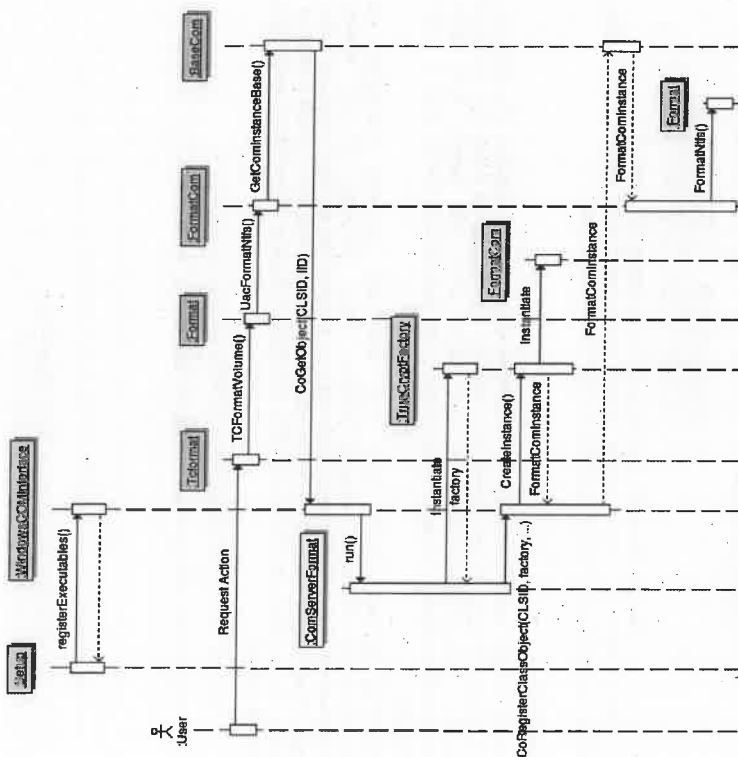 :Setup
registerExecutables()
:WindowsCOMInterface
:User
Request Action
:Tcformat
TCFormatVolume()
:Format
UacFormatNtfs()
:FormatCom
GetComInstanceBase()
:BaseCom
CoGetObject(CLSID, IID)
:ComServerFormat
run()
:TrueCryptFactory
Instantiate
factory
CoRegisterClassObject(CLSID, factory, ...)
CreateInstance()
FormatComInstance
:FormatCom
Instantiate
FormatComInstance
FormatComInstance
:Format
FormatNtfs()